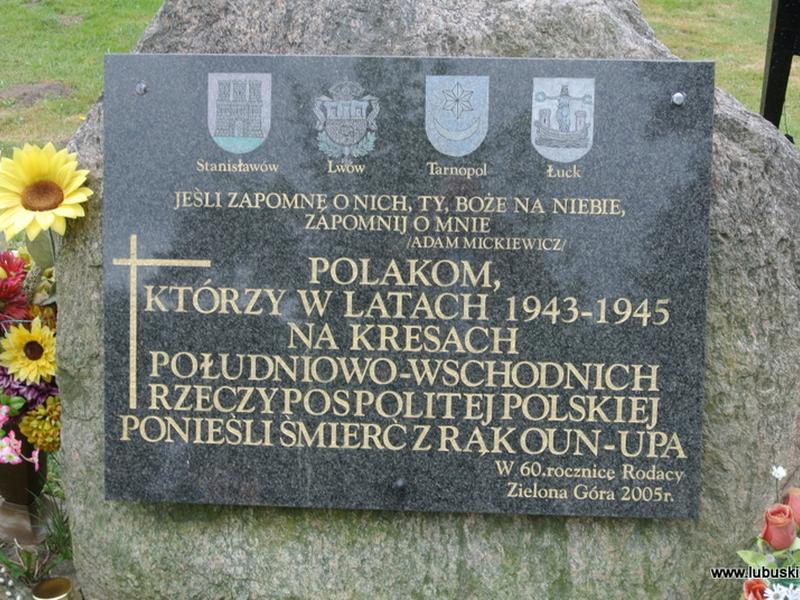 Stanisławów Lwów Tarnopol Łuck
JEŚLI ZAPOMNĘ O NICH, TY, BOŻE NA NIEBIE,
ZAPOMNIJ O MNIE
/ADAM MICKIEWICZ/
POLAKOM,
KTÓRZY W LATACH 1943-1945
NA KRESACH
POŁUDNIOWO-WSCHODNICH
RZECZYPOSPOLITEJ POLSKIEJ
PONIEŚLI ŚMIERĆ Z RĄK OUN-UPA
W 60.rocznicę Rodacy
Zielona Góra 2005r.
www.lubuski